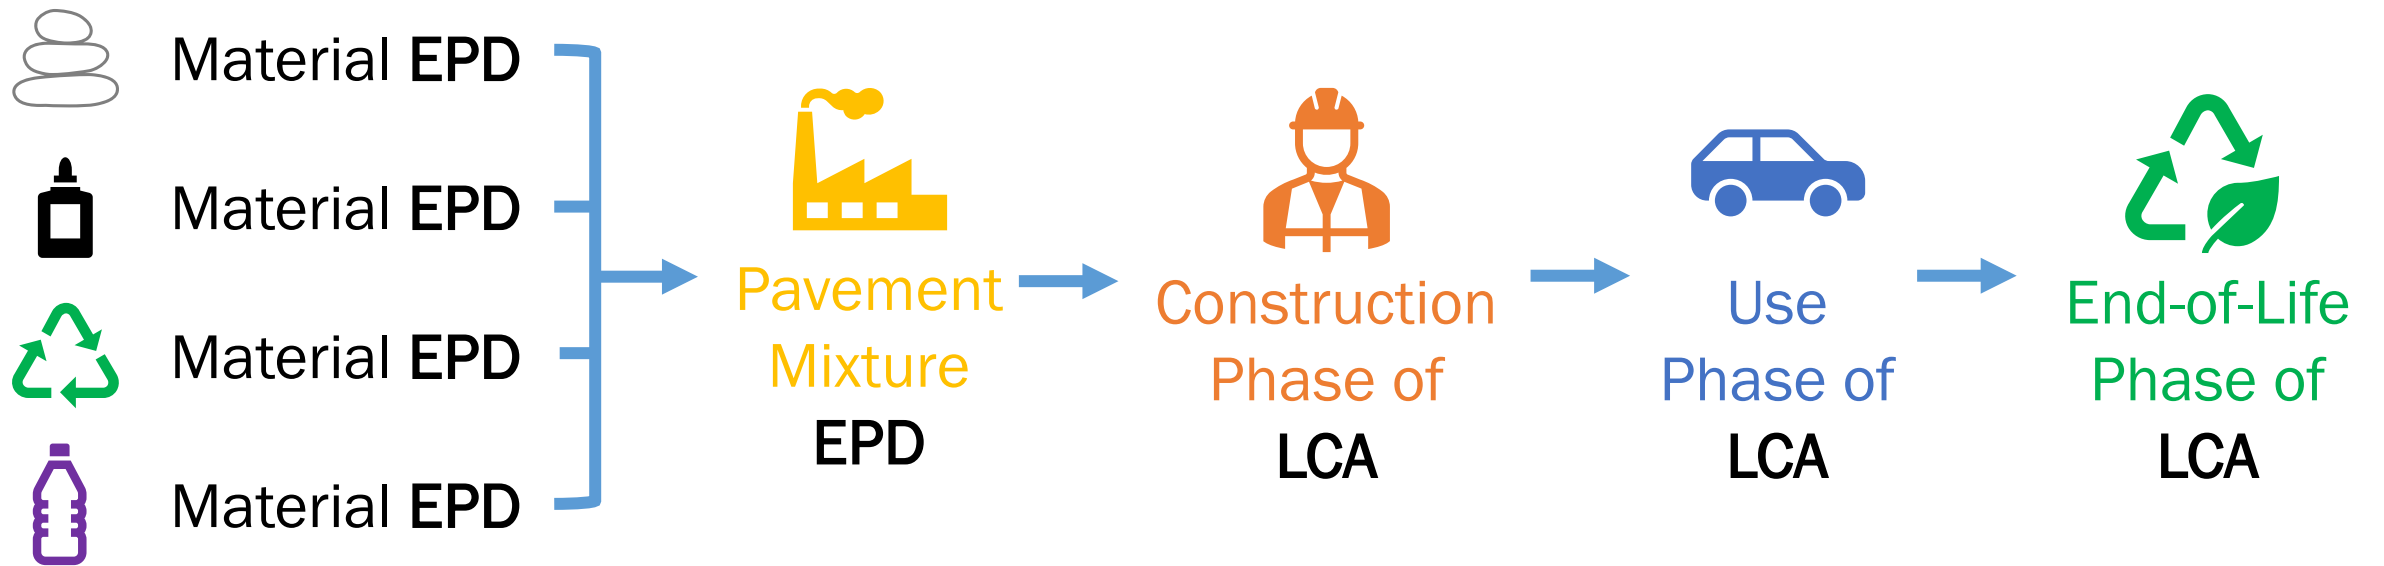 Material EPD
Material EPD
Material EPD
Material EPD
Pavement
Mixture
EPD
Construction
Phase of
LCA
Use
Phase of
LCA
End-of-Life
Phase of
LCA